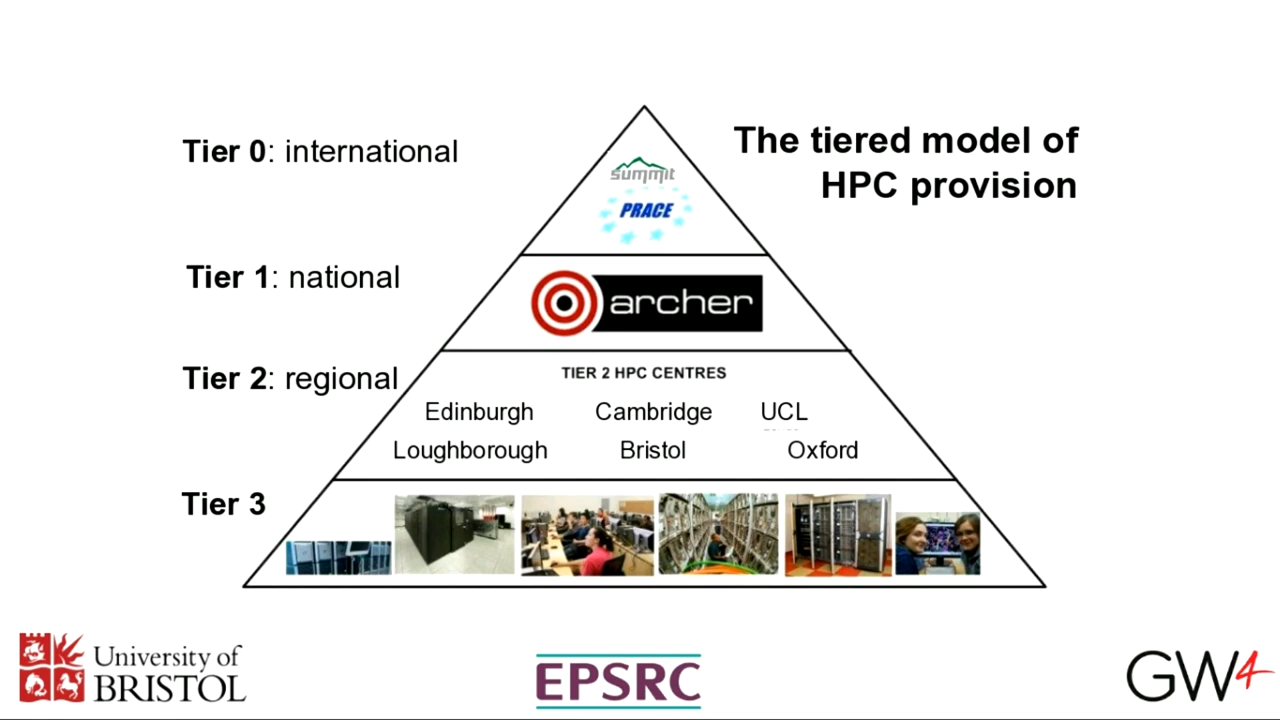 The tiered model of
HPC provision
Tier 0: international
summit
PRACE
Tier 1: national
archer
Tier 2: regional
TIER 2 HPC CENTRES
Edinburgh Cambridge UCL
Loughborough Bristol Oxford
Tier 3
University of
BRISTOL
EPSRC
GW4